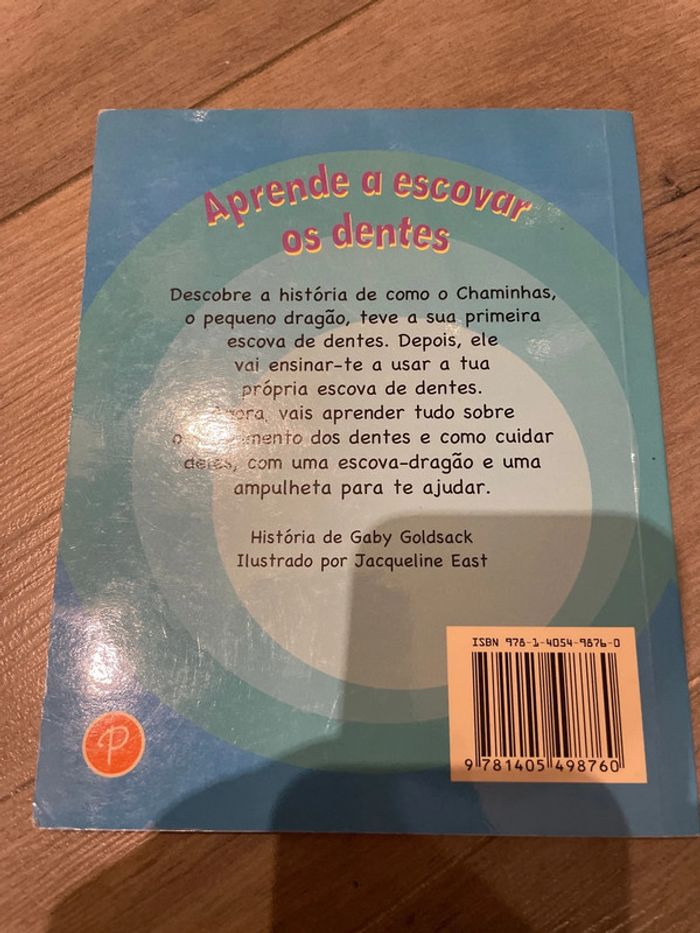 Aprende a escovar
os dentes
Descobre a história de como o Chaminhas,
o pequeno dragão, teve a sua primeira
escova de dentes. Depois, ele
vai ensinar-te a usar a tua
própria escova de dentes.
Agora, vais aprender tudo sobre
o dos dentes e como cuidar
deles, com uma escova-dragão e uma
ampulheta para te ajudar.
História de Gaby Goldsack
Ilustrado por Jacqueline East
ISBN 978-1-4054-9876-0
9 781405 498760
P